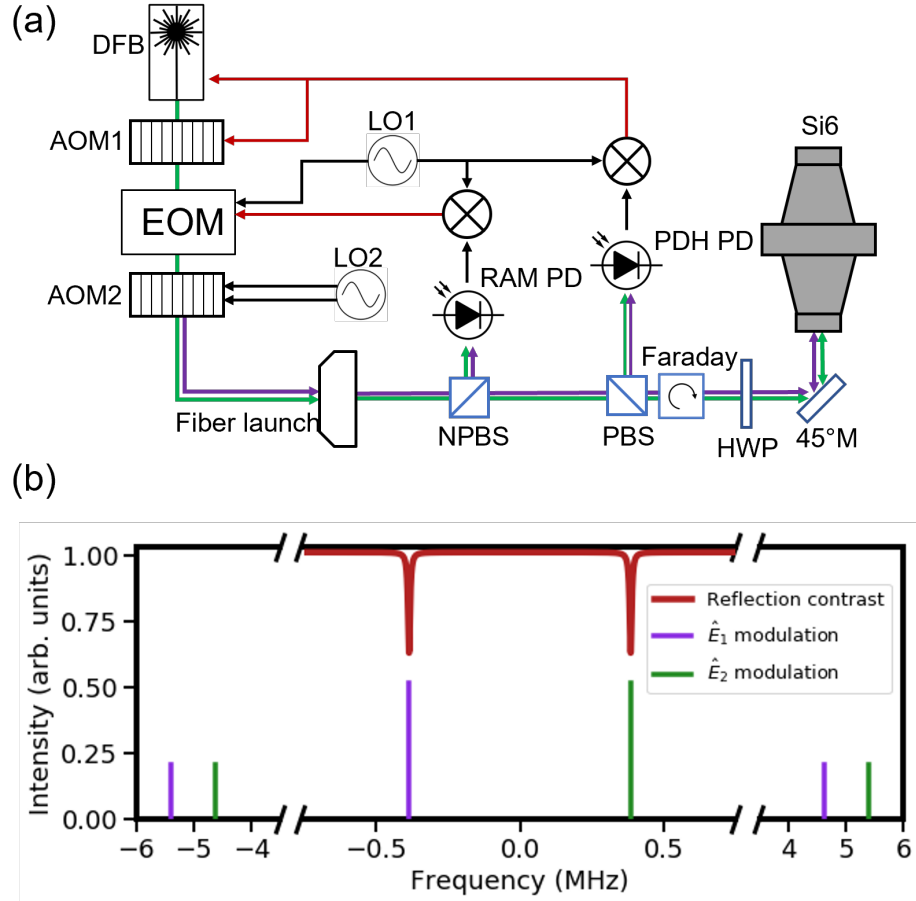 (a)
DFB
AOM1
LO1
Si6
EOM
PDH PD
LO2
RAM PD
AOM2
Faraday
Fiber launch
NPBS
PBS
HWP
45°M
(b)
Intensity (arb. units)
1.00
0.75
0.50
0.25
0.00
Reflection contrast
Ê₁ modulation
Ê₂ modulation
−6 −5 −4 −0.5 0.0 0.5 4 5 6
Frequency (MHz)